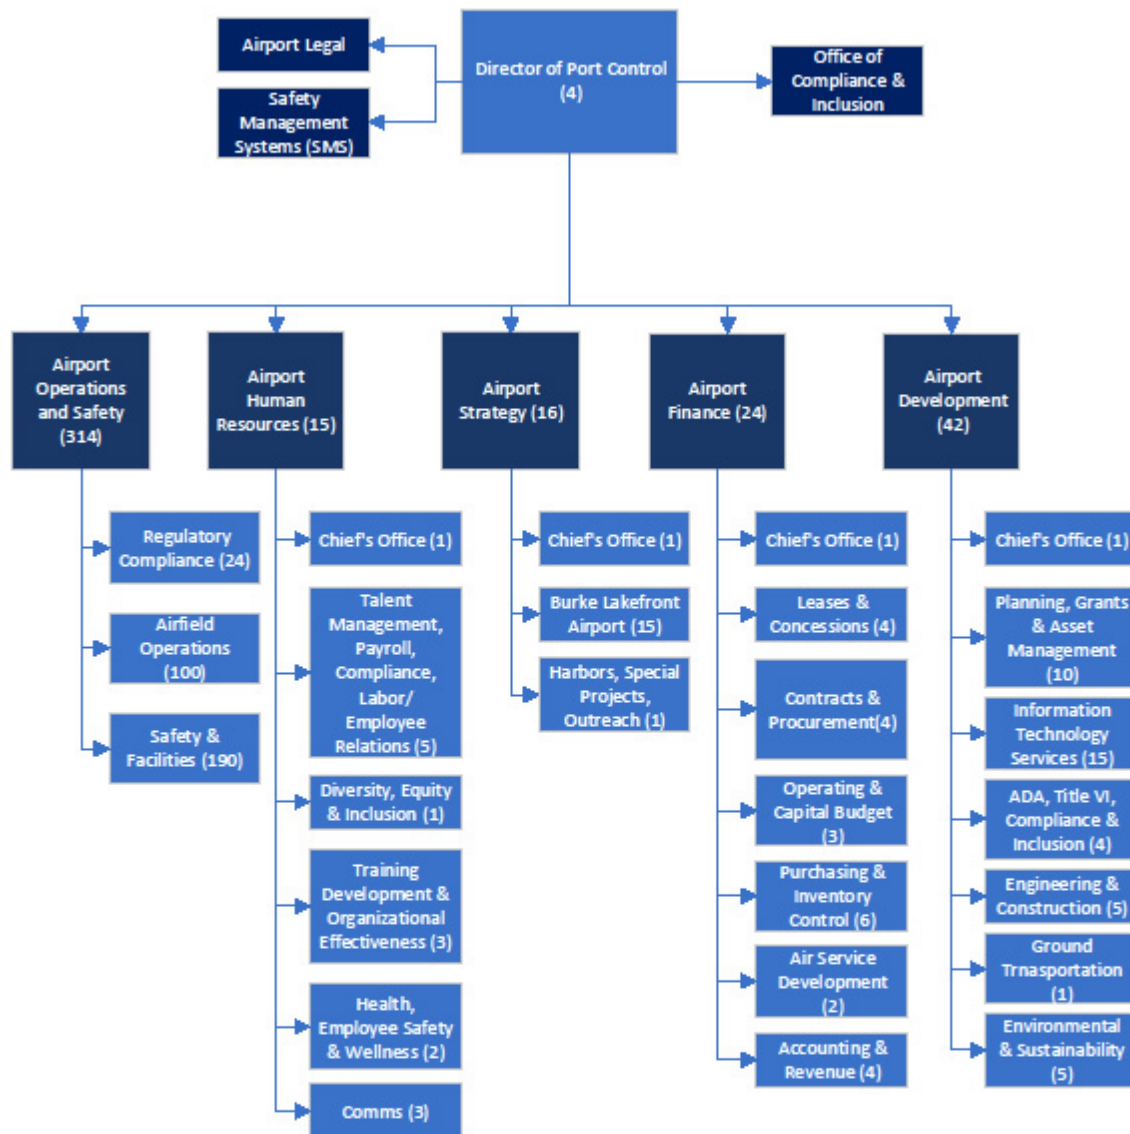 Airport Legal
Safety
Management
Systems (SMS)
Director of Port Control
(4)
Office of
Compliance &
Inclusion
Airport
Operations
and Safety
(314)
Airport
Human
Resources (15)
Airport
Strategy (16)
Airport
Finance (24)
Airport
Development
(42)
Regulatory
Compliance (24)
Airfield
Operations
(100)
Safety &
Facilities (190)
Chief's Office (1)
Talent
Management,
Payroll,
Compliance,
Labor/
Employee
Relations (5)
Diversity, Equity
& Inclusion (1)
Training
Development &
Organizational
Effectiveness (3)
Health,
Employee Safety
& Wellness (2)
Comms (3)
Chief's Office (1)
Burke Lakefront
Airport (15)
Harbors, Special
Projects,
Outreach (1)
Chief's Office (1)
Leases &
Concessions (4)
Contracts &
Procurement(4)
Operating &
Capital Budget
(3)
Purchasing &
Inventory
Control (6)
Air Service
Development
(2)
Accounting &
Revenue (4)
Chief's Office (1)
Planning, Grants
& Asset
Management
(10)
Information
Technology
Services (15)
ADA, Title VI,
Compliance &
Inclusion (4)
Engineering &
Construction (5)
Ground
Trnasportation
(1)
Environmental
& Sustainability
(5)